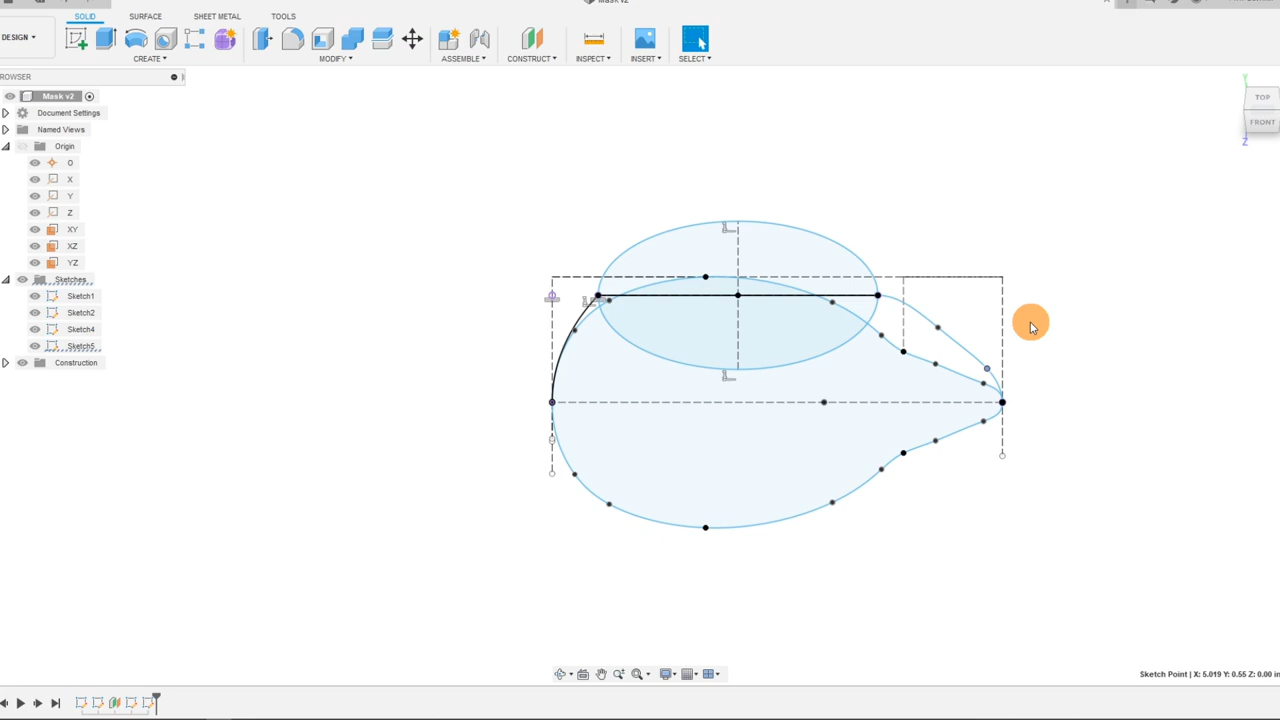 SOLID SURFACE SHEET METAL TOOLS
DESIGN
CREATE MODIFY ASSEMBLE CONSTRUCT INSPECT INSERT SELECT
ROWSER
Mask v2
Document Settings
Named Views
Origin
O
X
Y
Z
XY
XZ
YZ
Sketches
Sketch1
Sketch2
Sketch4
Sketch5
Construction
Y
TOP
FRONT
Z
Sketch Point | X: 5.019 Y: 0.55 Z: 0.00 in